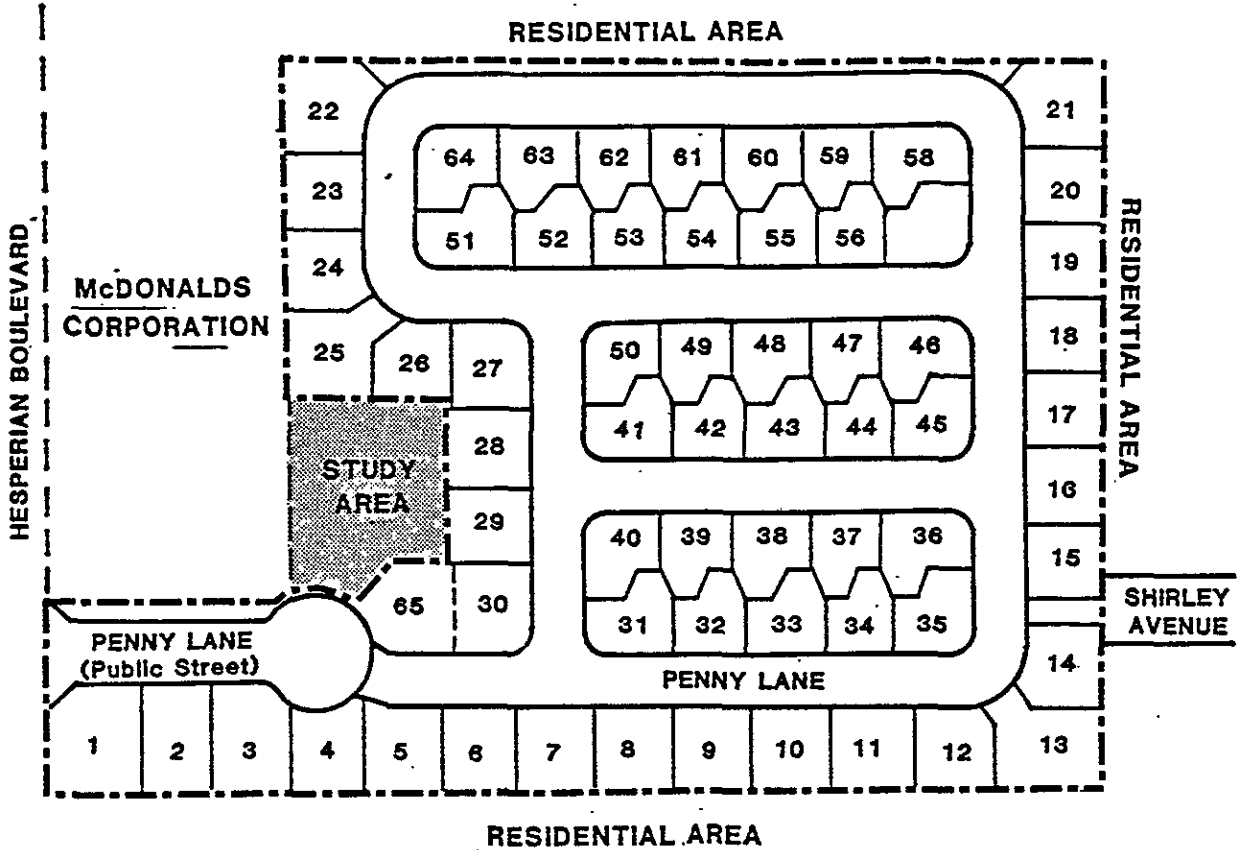 RESIDENTIAL AREA
22
21
64 63 62 61 60 59 58
23
20
51 52 53 54 55 56
24
19
HESPERIAN BOULEVARD
McDONALDS
CORPORATION
RESIDENTIAL AREA
25 26 27
50 49 48 47 46
18
41 42 43 44 45
17
28
STUDY
AREA
16
29
40 39 38 37 36
15
65 30
31 32 33 34 35
SHIRLEY
AVENUE
PENNY LANE
(Public Street)
14
PENNY LANE
1 2 3 4 5 6 7 8 9 10 11 12 13
RESIDENTIAL AREA